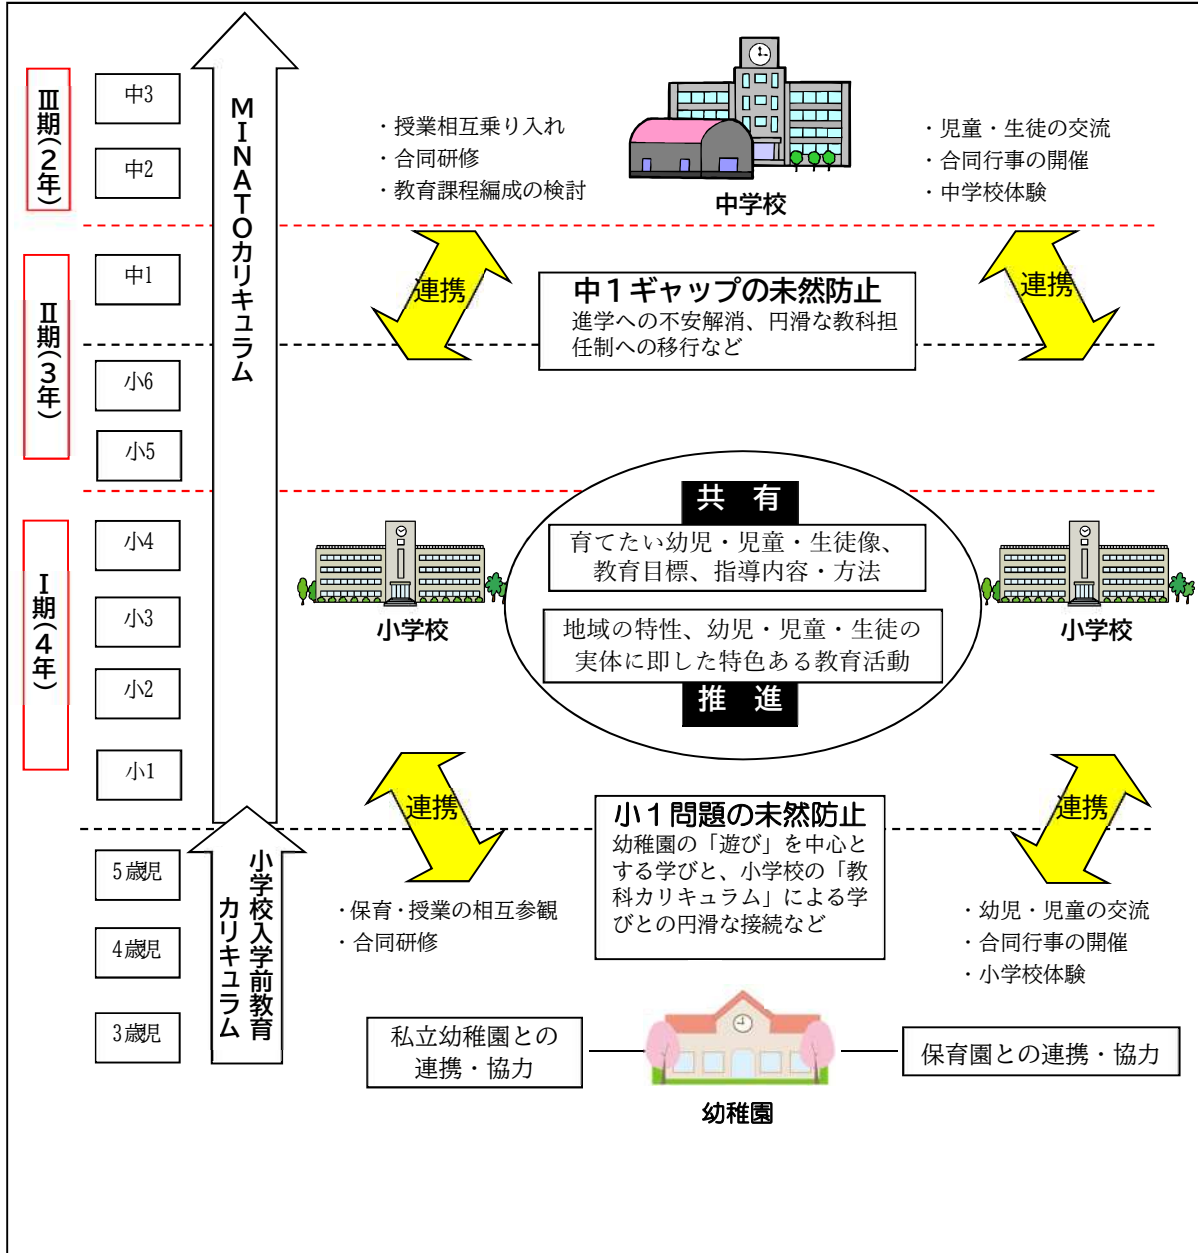 Ⅲ期(2年)
中3
中2
Ⅱ期(3年)
中1
小6
小5
Ⅰ期(4年)
小4
小3
小2
小1
5歳児
4歳児
3歳児
MINATOカリキュラム
小学校入学前教育
カリキュラム
・授業相互乗り入れ
・合同研修
・教育課程編成の検討
中学校
・児童・生徒の交流
・合同行事の開催
・中学校体験
連携
中1ギャップの未然防止
進学への不安解消、円滑な教科担
任制への移行など
連携
共 有
育てたい幼児・児童・生徒像、
教育目標、指導内容・方法
小学校
地域の特性、幼児・児童・生徒の
実体に即した特色ある教育活動
推 進
小学校
連携
小1問題の未然防止
幼稚園の「遊び」を中心と
する学びと、小学校の「教
科カリキュラム」による学
びとの円滑な接続など
連携
・保育・授業の相互参観
・合同研修
・幼児・児童の交流
・合同行事の開催
・小学校体験
私立幼稚園との
連携・協力
幼稚園
保育園との連携・協力